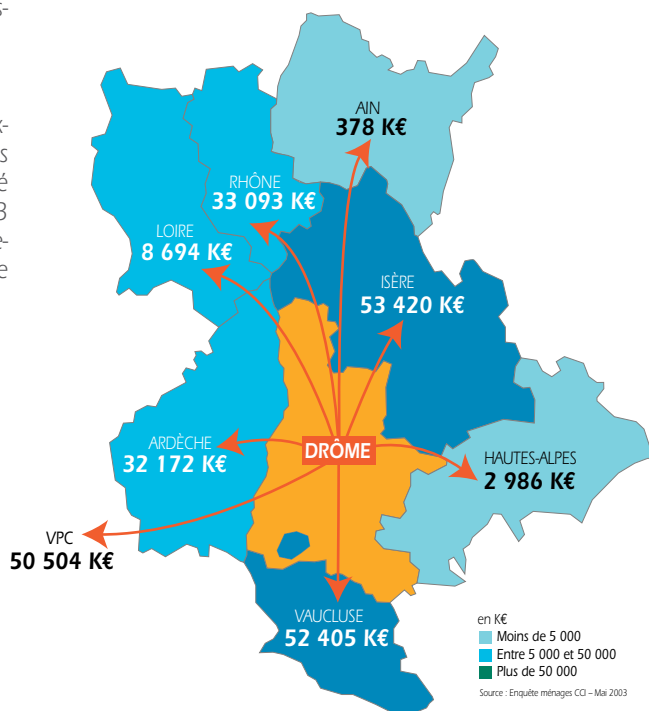 s-
x-
s
é
3
e-
e
AIN
378 K€
RHÔNE
33 093 K€
LOIRE
8 694 K€
ISÈRE
53 420 K€
DRÔME
ARDÈCHE
32 172 K€
HAUTES-ALPES
2 986 K€
VPC
50 504 K€
VAUCLUSE
52 405 K€
en K€
Moins de 5 000
Entre 5 000 et 50 000
Plus de 50 000
Source : Enquête ménages CCI – Mai 2003